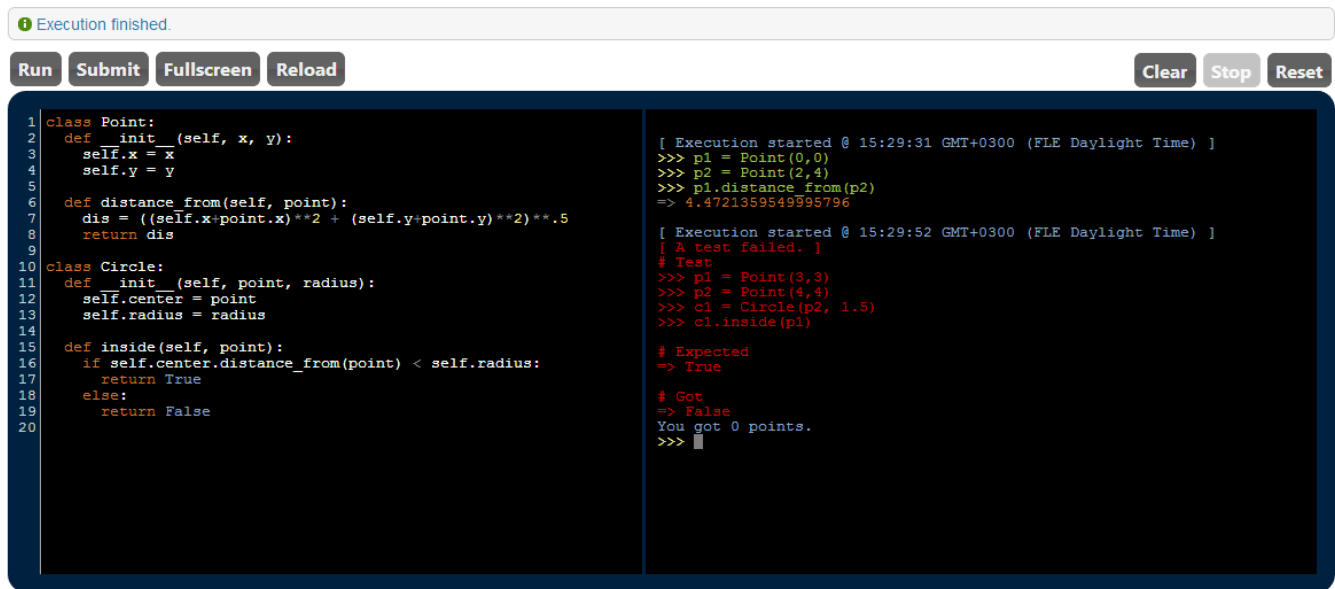 Execution finished.
Run Submit Fullscreen Reload Clear Stop Reset
1 class Point:
2   def __init__(self, x, y):
3     self.x = x
4     self.y = y
5
6   def distance_from(self, point):
7     dis = ((self.x+point.x)**2 + (self.y+point.y)**2)**.5
8     return dis
9
10 class Circle:
11   def __init__(self, point, radius):
12     self.center = point
13     self.radius = radius
14
15   def inside(self, point):
16     if self.center.distance_from(point) < self.radius:
17       return True
18     else:
19       return False
20
[ Execution started @ 15:29:31 GMT+0300 (FLE Daylight Time) ]
>>> p1 = Point(0,0)
>>> p2 = Point(2,4)
>>> p1.distance_from(p2)
=> 4.4721359549995796
[ Execution started @ 15:29:52 GMT+0300 (FLE Daylight Time) ]
[ A test failed. ]
# Test
>>> p1 = Point(3,3)
>>> p2 = Point(4,4)
>>> c1 = Circle(p2, 1.5)
>>> c1.inside(p1)
# Expected
=> True
# Got
=> False
You got 0 points.
>>>